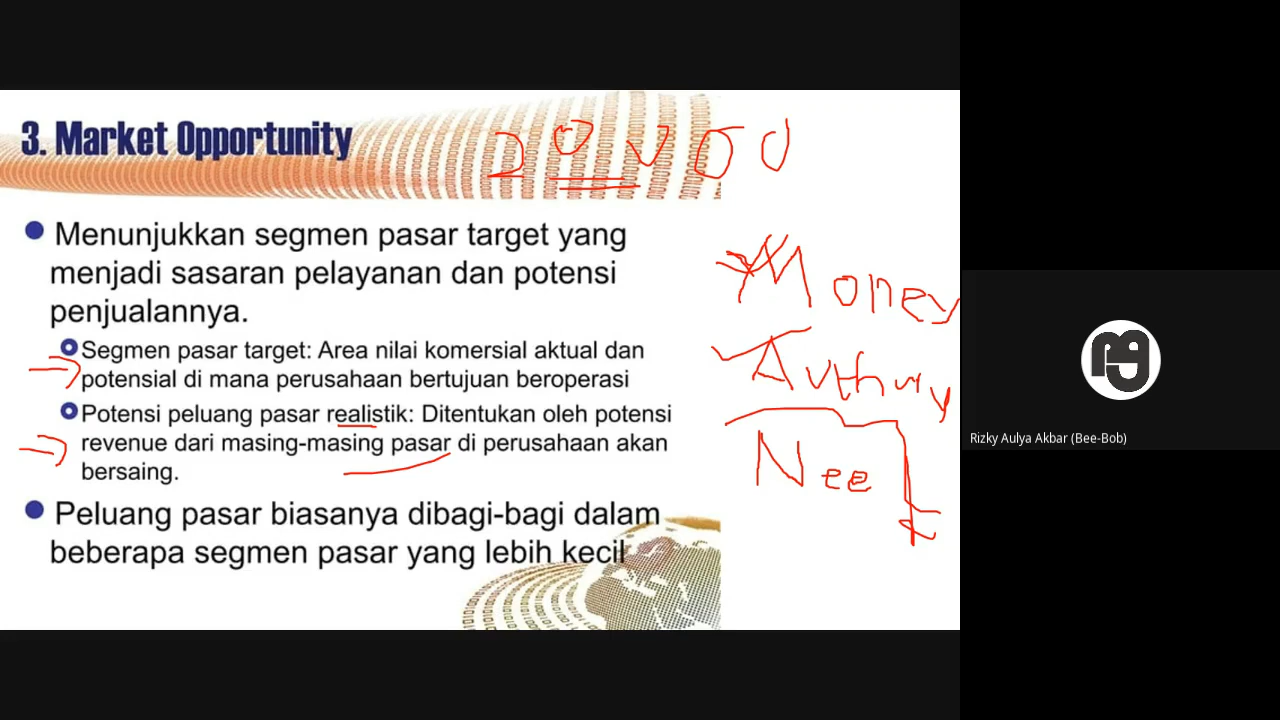 3. Market Opportunity
Menunjukkan segmen pasar target yang
menjadi sasaran pelayanan dan potensi
penjualannya.
Segmen pasar target: Area nilai komersial aktual dan
potensial di mana perusahaan bertujuan beroperasi
Potensi peluang pasar realistik: Ditentukan oleh potensi
revenue dari masing-masing pasar di perusahaan akan
bersaing.
Peluang pasar biasanya dibagi-bagi dalam
beberapa segmen pasar yang lebih kecil
Money
Nee
Rizky Aulya Akbar (Bee-Bob)